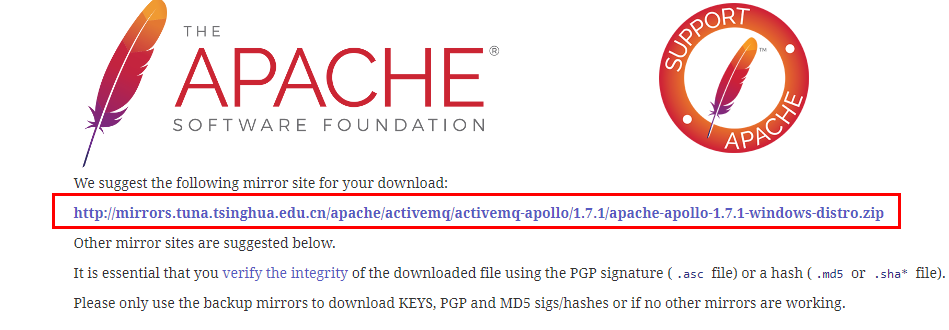 THE
APACHE®
SOFTWARE FOUNDATION
SUPPORT
APACHE
TM
We suggest the following mirror site for your download:
http://mirrors.tuna.tsinghua.edu.cn/apache/activemq/activemq-apollo/1.7.1/apache-apollo-1.7.1-windows-distro.zip
Other mirror sites are suggested below.
It is essential that you verify the integrity of the downloaded file using the PGP signature ( .asc file) or a hash ( .md5 or .sha* file).
Please only use the backup mirrors to download KEYS, PGP and MD5 sigs/hashes or if no other mirrors are working.